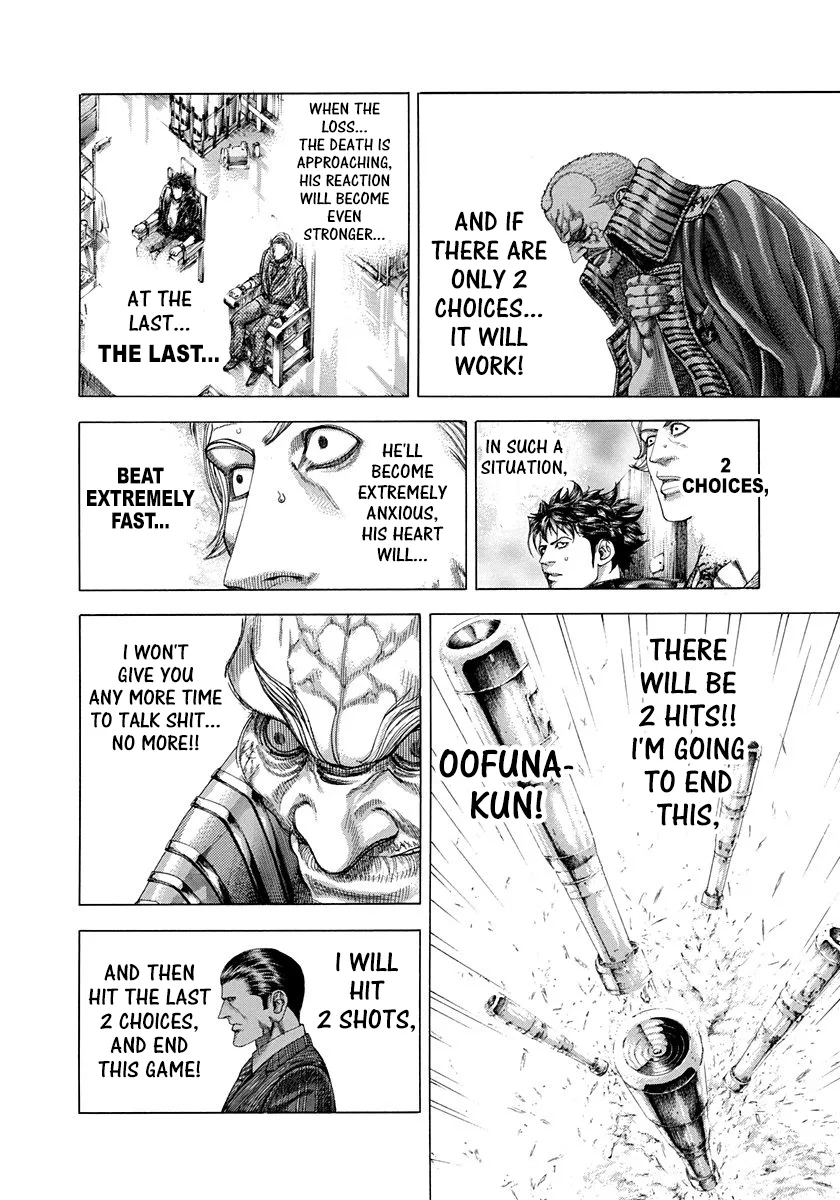 AND IF
THERE ARE
ONLY 2
CHOICES...
IT WILL
WORK!
WHEN THE
LOSS...
THE DEATH IS
APPROACHING,
HIS REACTION
WILL BECOME
EVEN
STRONGER...
AT THE
LAST...
THE LAST...
2
CHOICES,
IN SUCH A
SITUATION,
HE'LL
BECOME
EXTREMELY
ANXIOUS,
HIS HEART
WILL...
BEAT
EXTREMELY
FAST...
THERE
WILL BE
2 HITS!!
I'M GOING
TO END
THIS,
OOFUNA-
KUN!
I WON'T
GIVE YOU
ANY MORE TIME
TO TALK SHIT...
NO MORE!!
I WILL
HIT
2 SHOTS,
AND THEN
HIT THE LAST
2 CHOICES,
AND END
THIS GAME!